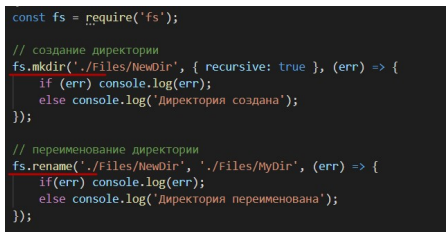 const fs = require('fs');
// создание директории
fs.mkdir('./Files/NewDir', { recursive: true }, (err) => {
if (err) console.log(err);
else console.log('Директория создана');
});
// переименование директории
fs.rename('./Files/NewDir', './Files/MyDir', (err) => {
if(err) console.log(err);
else console.log('Директория переименована');
});